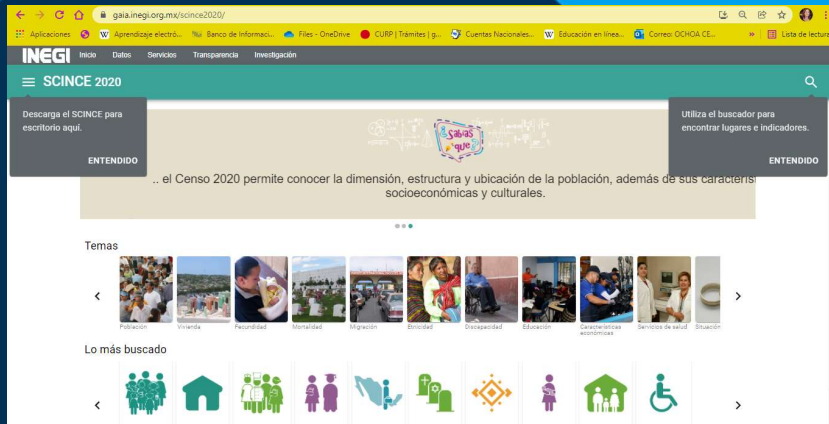 gaia.inegi.org.mx/scince2020/
Aplicaciones Aprendizaje electró... Banco de Informaci... Files - OneDrive CURP | Trámites | g... Cuentas Nacionales... Educación en línea... Correo: OCHOA CE... » Lista de lectura
INEGI Inicio Datos Servicios Transparencia Investigación
SCINCE 2020
Descarga el SCINCE para
escritorio aquí.
ENTENDIDO
Utiliza el buscador para
encontrar lugares e indicadores.
ENTENDIDO
¿Sabías
que?
.. el Censo 2020 permite conocer la dimensión, estructura y ubicación de la población, además de sus caracterís
socioeconómicas y culturales.
Temas
Población Vivienda Fecundidad Mortalidad Migración Etnicidad Discapacidad Educación Características económicas Servicios de salud Situación
Lo más buscado